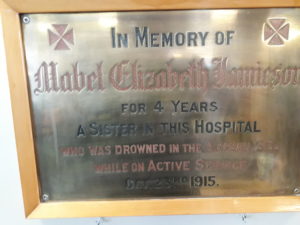 IN MEMORY OF
Mabel Elizabeth Jamieson
FOR 4 YEARS
A SISTER IN THIS HOSPITAL
WHO WAS DROWNED IN THE
WHILE ON ACTIVE SERVICE
23RD 1915.